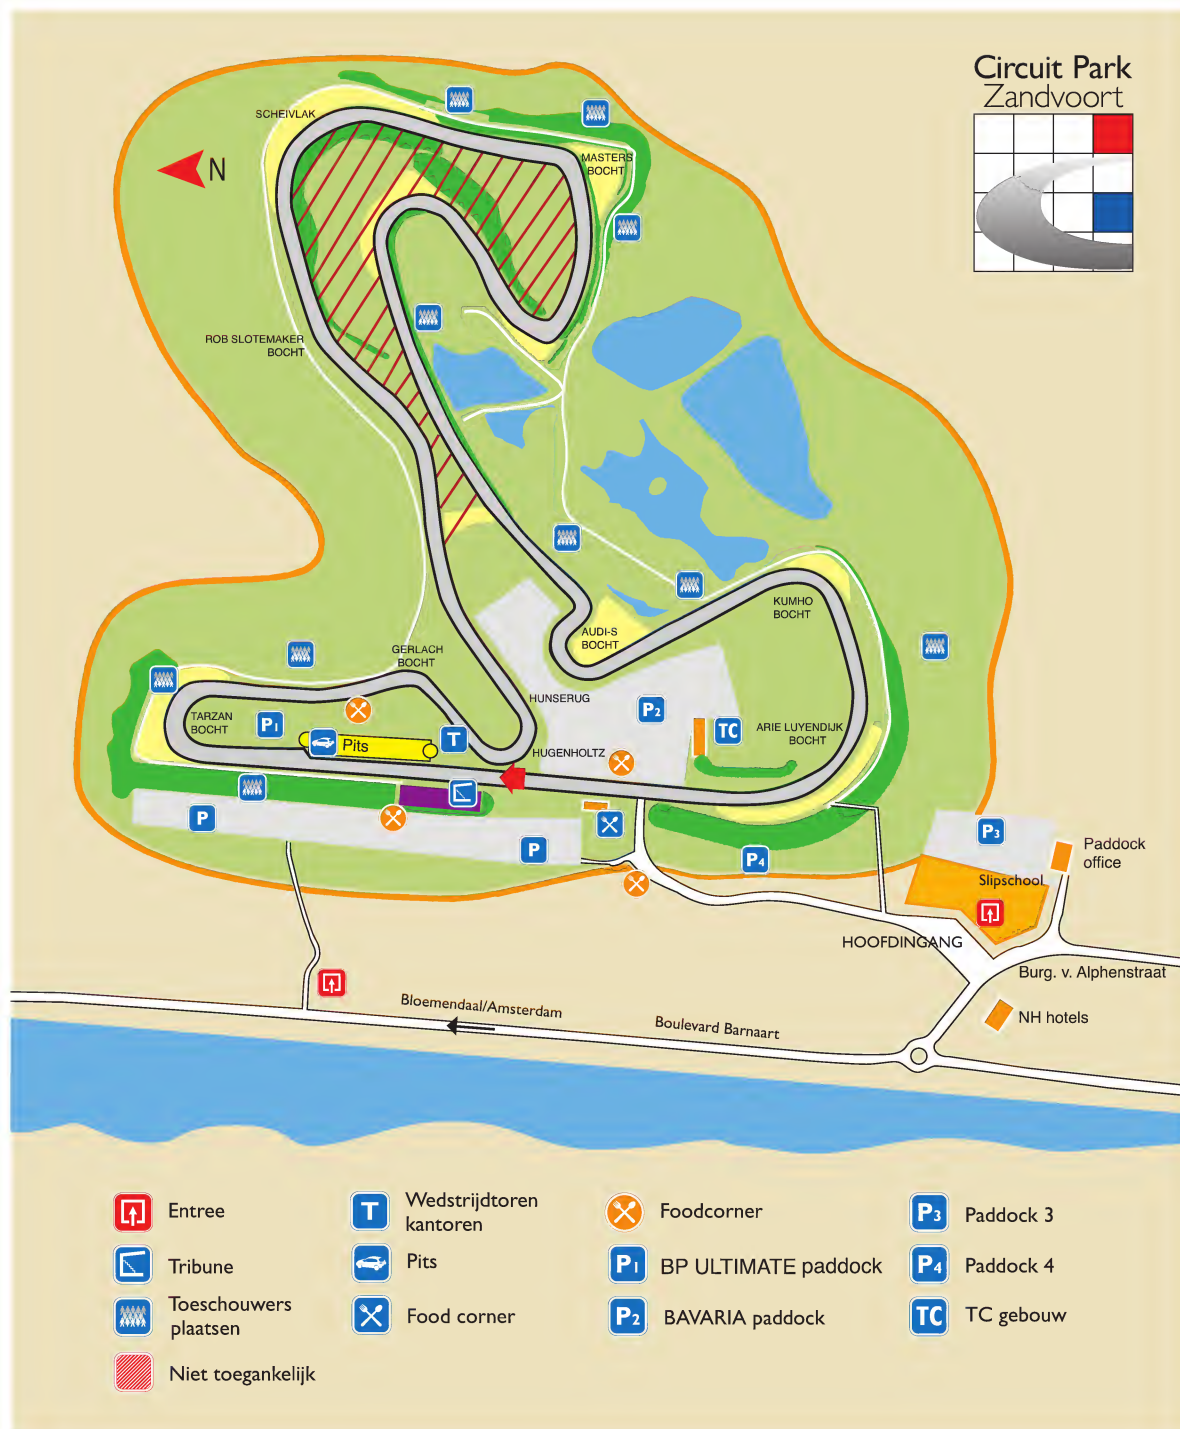 Circuit Park
Zandvoort
N
SCHEIVLAK
MASTERS
BOCHT
ROB SLOTEMAKER
BOCHT
KUMHO
BOCHT
AUDI-S
BOCHT
GERLACH
BOCHT
HUNSERUG
TARZAN
BOCHT
P1
Pits
T
P2
TC
ARIE LUYENDIJK
BOCHT
HUGENHOLTZ
P
P
P4
P3
Paddock
office
Slipschool
HOOFDINGANG
Burg. v. Alphenstraat
NH hotels
Bloemendaal/Amsterdam
Boulevard Barnaart
Entree
Tribune
Toeschouwers
plaatsen
Niet toegankelijk
T
Wedstrijdtoren
kantoren
Pits
Food corner
Foodcorner
P1
BP ULTIMATE paddock
P2
BAVARIA paddock
P3
Paddock 3
P4
Paddock 4
TC
TC gebouw